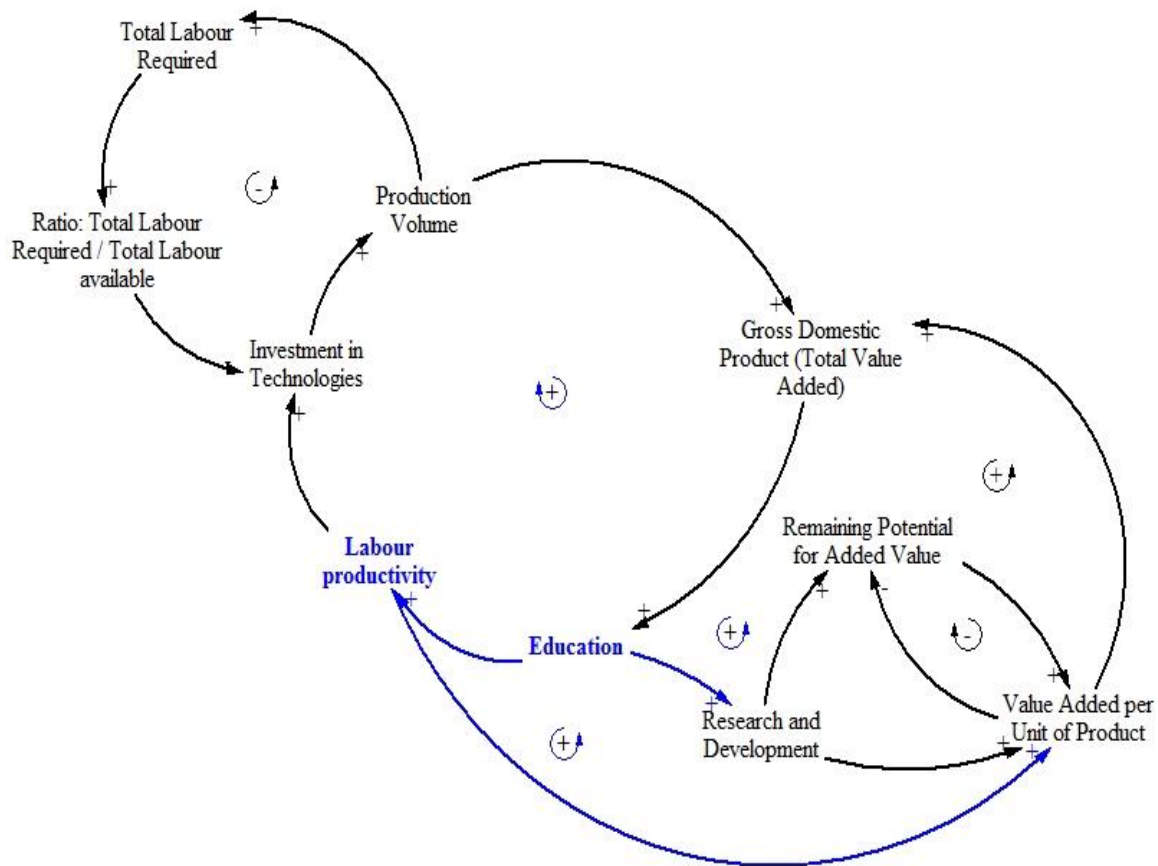 Total Labour
Required
+
+
-
Ratio: Total Labour
Required / Total Labour
available
Production
Volume
+
-
Investment in
Technologies
+
+
Gross Domestic
Product (Total Value
Added)
+
+
+
Remaining Potential
for Added Value
+
-
Labour
productivity
+
+
Education
+
-
+
+
Research and
Development
+
Value Added per
Unit of Product
+
+
+